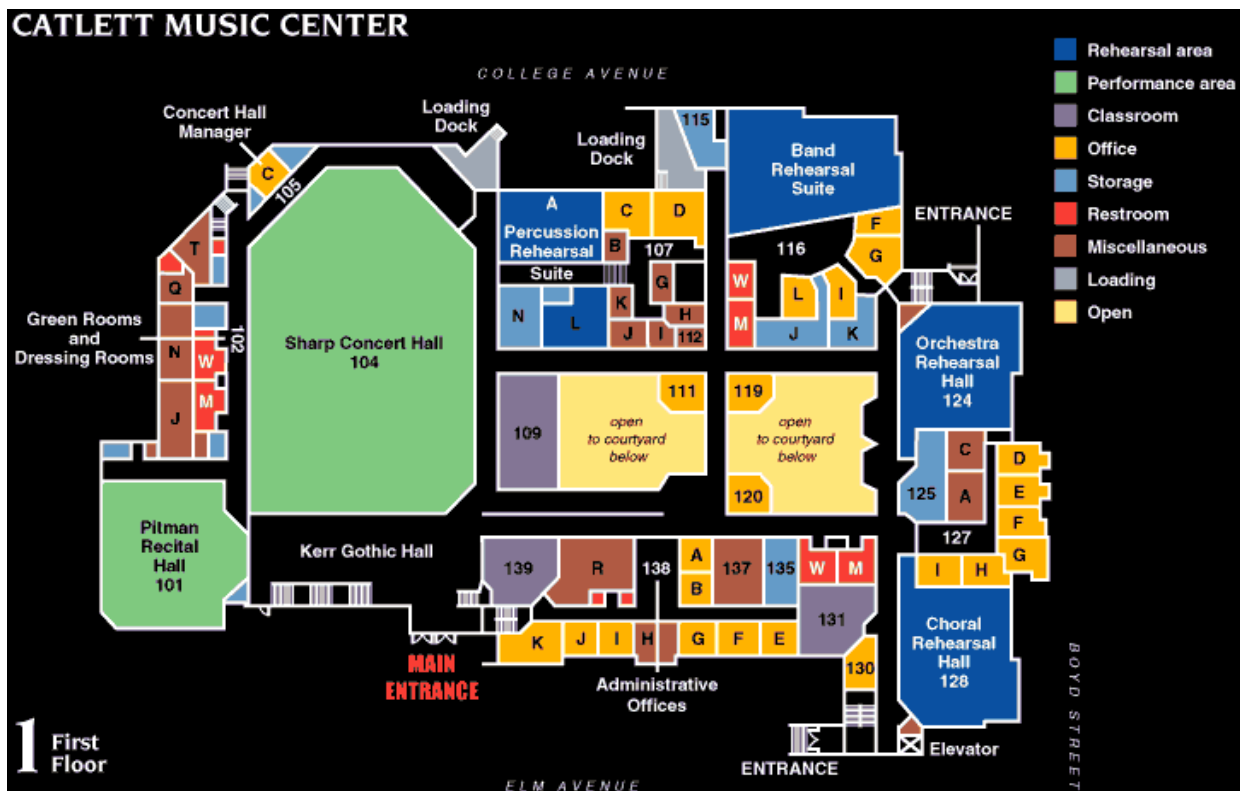 CATLETT MUSIC CENTER
COLLEGE AVENUE
Rehearsal area
Performance area
Classroom
Office
Storage
Restroom
Miscellaneous
Loading
Open
Concert Hall
Manager
Loading
Dock
Loading
Dock
115
Band
Rehearsal
Suite
C
105
A
Percussion
Rehearsal
Suite
C
D
B
107
116
F
G
ENTRANCE
T
Q
Green Rooms
and
Dressing Rooms
102
N
W
M
J
Sharp Concert Hall
104
N
L
K
G
H
J
I
112
W
M
L
I
J
K
Orchestra
Rehearsal
Hall
124
109
111
open
to courtyard
below
119
open
to courtyard
below
120
125
C
A
D
E
F
G
127
I
H
Pitman
Recital
Hall
101
Kerr Gothic Hall
139
R
138
A
B
137
135
W
M
131
K
J
I
H
G
F
E
130
Choral
Rehearsal
Hall
128
MAIN
ENTRANCE
Administrative
Offices
BOYD STREET
1 First
Floor
ENTRANCE
Elevator
ELM AVENUE